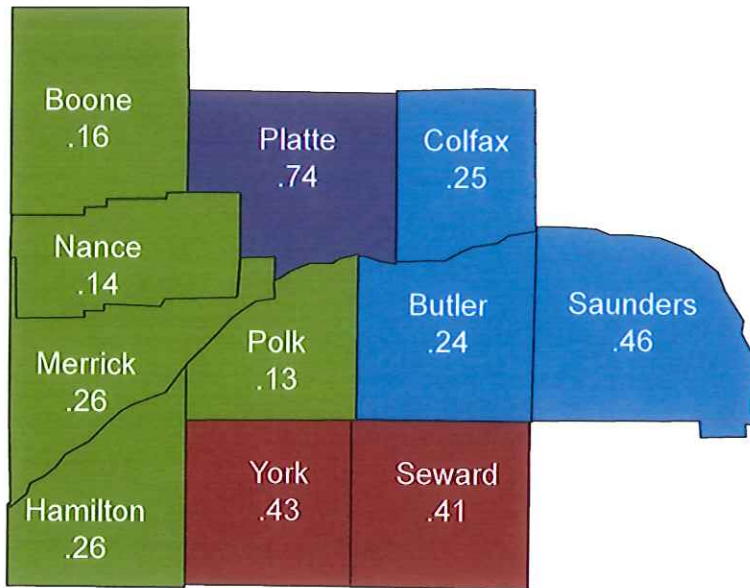 Boone
.16
Platte
.74
Colfax
.25
Nance
.14
Merrick
.26
Polk
.13
Butler
.24
Saunders
.46
Hamilton
.26
York
.43
Seward
.41